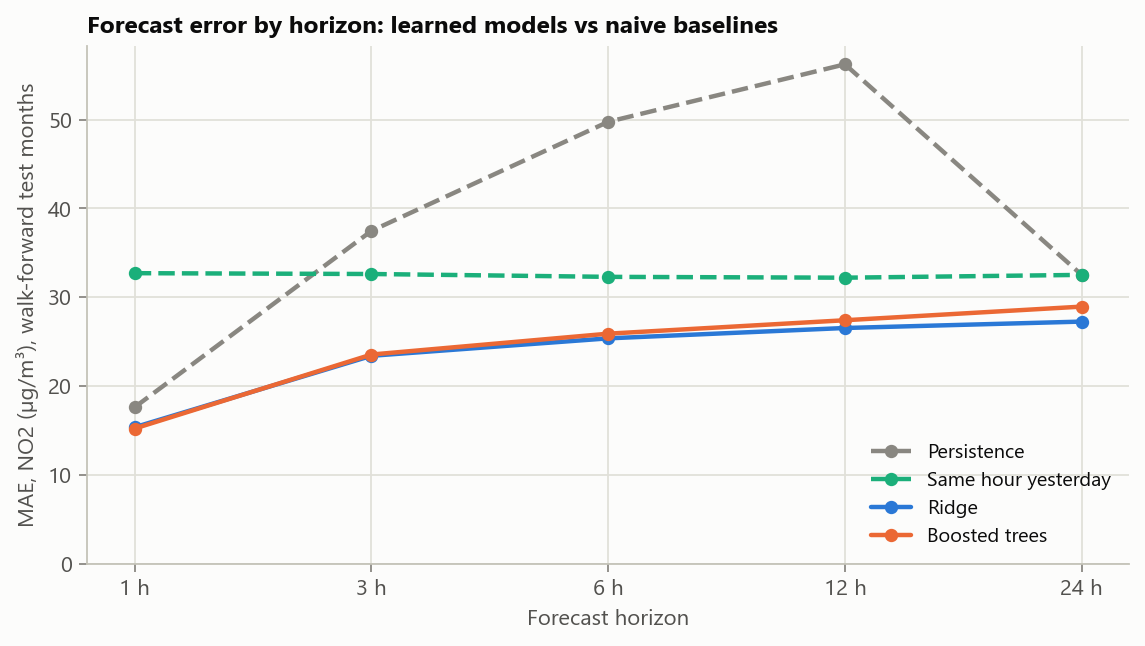 Forecast error by horizon: learned models vs naive baselines
MAE, NO2 (µg/m³), walk-forward test months
50
40
30
20
10
0
1 h
3 h
6 h
12 h
24 h
Forecast horizon
Persistence
Same hour yesterday
Ridge
Boosted trees